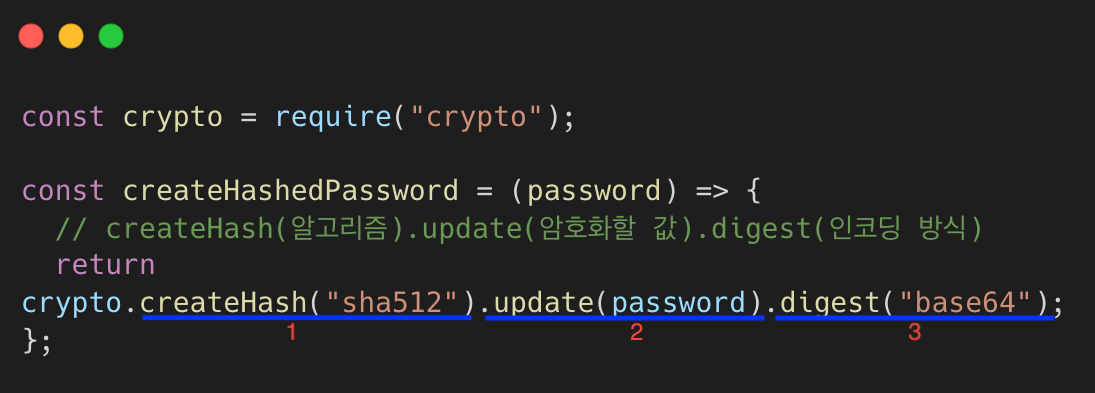 const crypto = require("crypto");
const createHashedPassword = (password) => {
// createHash(알고리즘).update(암호화할 값).digest(인코딩 방식)
return
crypto.createHash("sha512").update(password).digest("base64");
1 2 3
};